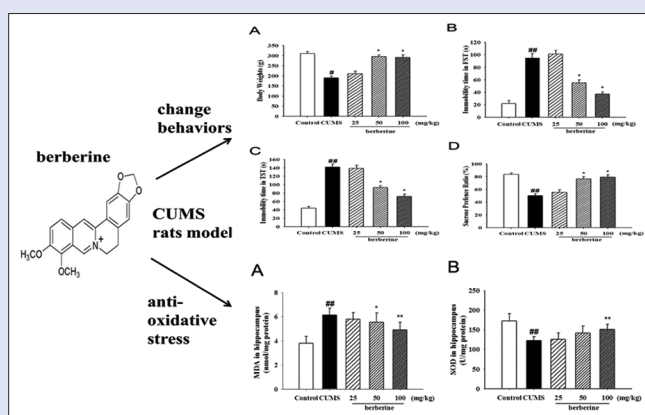 berberine
H₃CO
OCH₃
N+
O
O
change
behaviors
CUMS
rats model
anti-
oxidative
stress
A
Body Weights (g)
400
350
300
250
200
150
100
50
0
#
*
*
Control CUMS 25 50 100 (mg/kg)
berberine
B
Immobility time in FST (s)
120
100
80
60
40
20
0
##
*
*
Control CUMS 25 50 100 (mg/kg)
berberine
C
Immobility time in TST (s)
160
140
120
100
80
60
40
20
0
##
*
*
Control CUMS 25 50 100 (mg/kg)
berberine
D
Sucrose Prefence Ratio (%)
120
100
80
60
40
20
0
##
*
*
Control CUMS 25 50 100 (mg/kg)
berberine
A
MDA in hippocampus
(nmol/mg protein)
8
6
4
2
0
##
*
**
Control CUMS 25 50 100 (mg/kg)
berberine
B
SOD in hippocampus
(U/mg protein)
250
200
150
100
50
0
##
**
Control CUMS 25 50 100 (mg/kg)
berberine